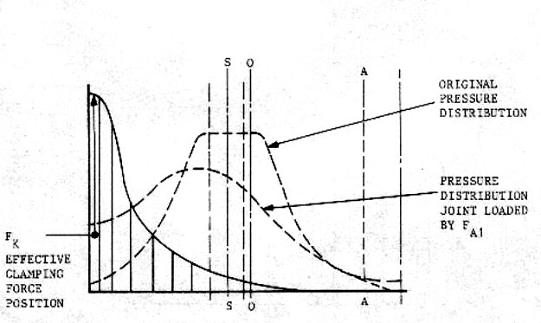 S O A
ORIGINAL
PRESSURE
DISTRIBUTION
PRESSURE
DISTRIBUTION
JOINT LOADED
BY F A1
F K
EFFECTIVE
CLAMPING
FORCE
POSITION
S O A